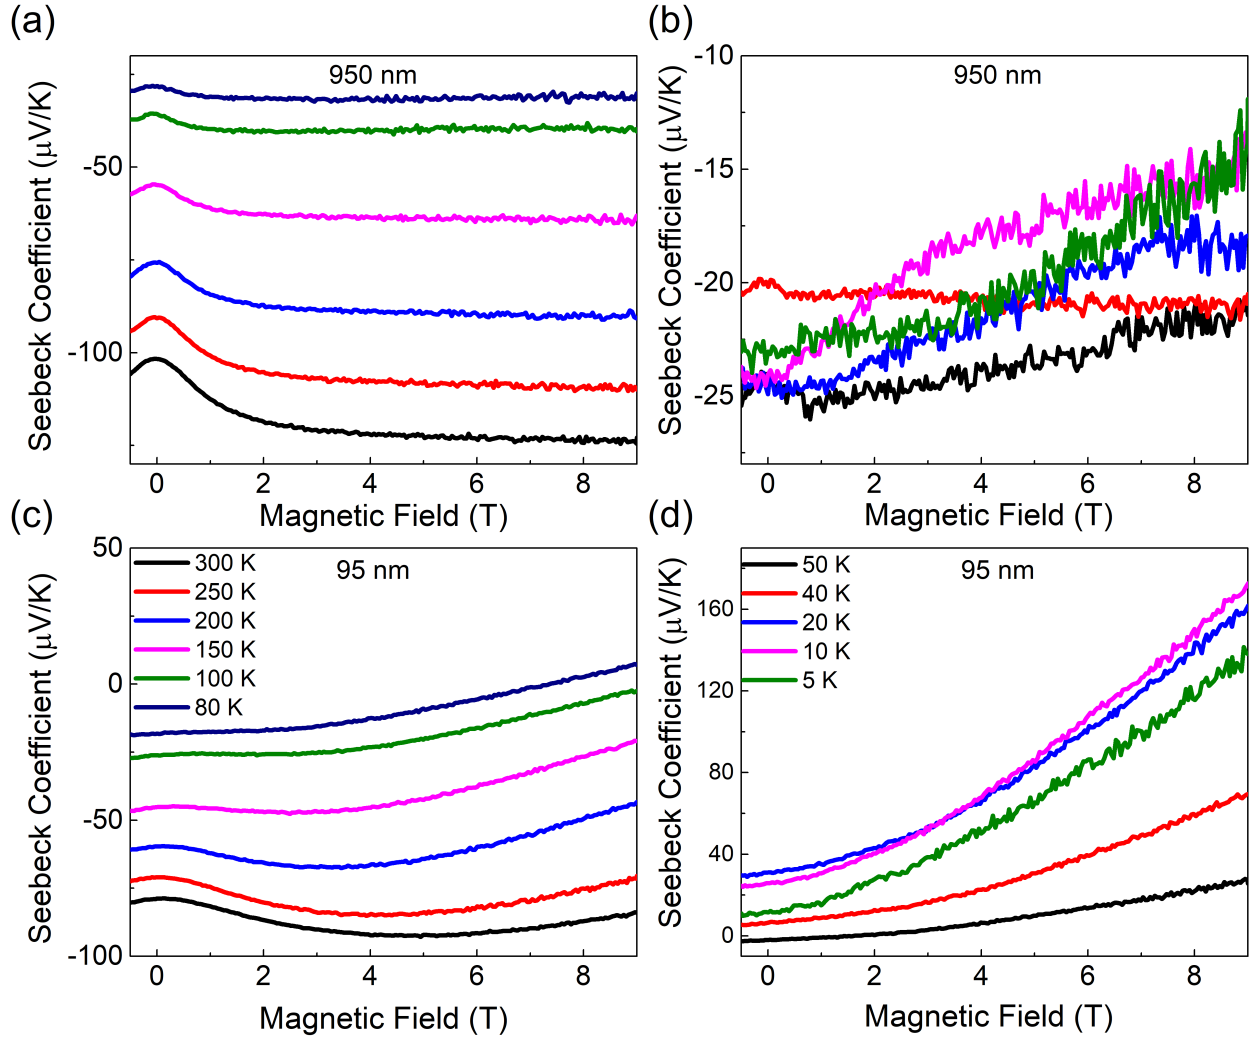 (a)
950 nm
Seebeck Coefficient (μV/K)
-50
-100
0 2 4 6 8
Magnetic Field (T)
(b)
950 nm
Seebeck Coefficient (μV/K)
-10
-15
-20
-25
0 2 4 6 8
Magnetic Field (T)
(c)
95 nm
Seebeck Coefficient (μV/K)
50
0
-50
-100
300 K
250 K
200 K
150 K
100 K
80 K
0 2 4 6 8
Magnetic Field (T)
(d)
95 nm
Seebeck Coefficient (μV/K)
160
120
80
40
0
50 K
40 K
20 K
10 K
5 K
0 2 4 6 8
Magnetic Field (T)